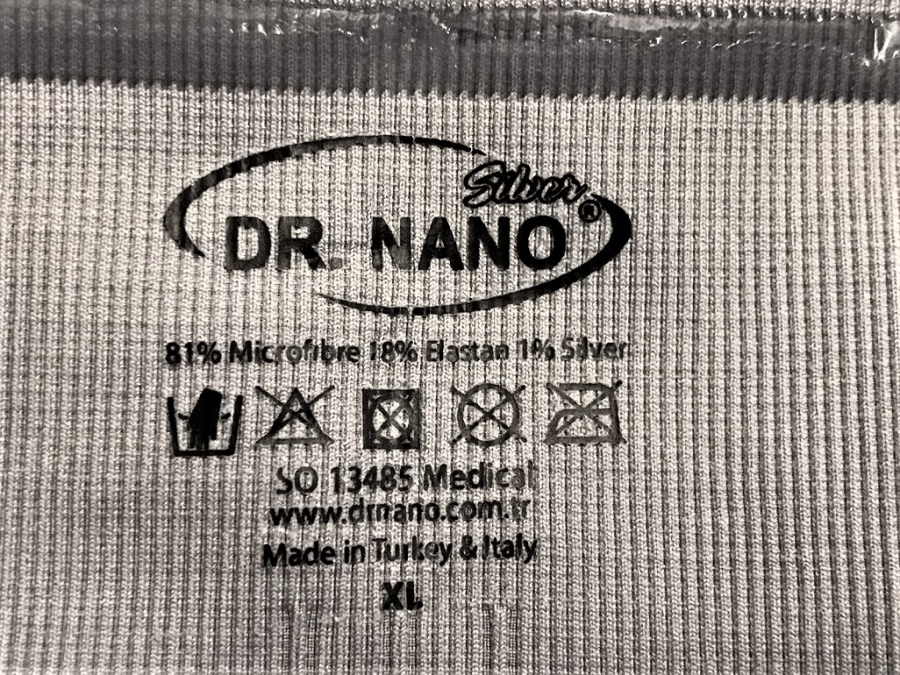 Silver
DR. NANO®
81% Microfibre 18% Elastan 1% Silver
ISO 13485 Medical
www.drnano.com.tr
Made in Turkey & Italy
XL